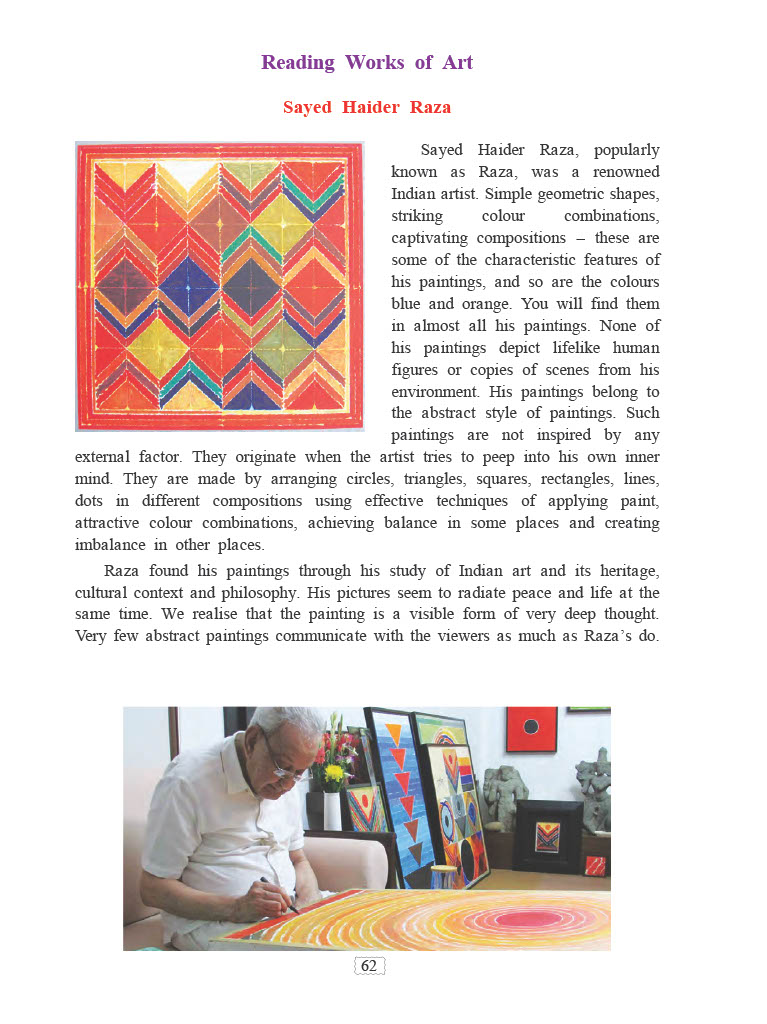 Reading Works of Art
Sayed Haider Raza
Sayed Haider Raza, popularly
known as Raza, was a renowned
Indian artist. Simple geometric shapes,
striking colour combinations,
captivating compositions – these are
some of the characteristic features of
his paintings, and so are the colours
blue and orange. You will find them
in almost all his paintings. None of
his paintings depict lifelike human
figures or copies of scenes from his
environment. His paintings belong to
the abstract style of paintings. Such
paintings are not inspired by any
external factor. They originate when the artist tries to peep into his own inner
mind. They are made by arranging circles, triangles, squares, rectangles, lines,
dots in different compositions using effective techniques of applying paint,
attractive colour combinations, achieving balance in some places and creating
imbalance in other places.
Raza found his paintings through his study of Indian art and its heritage,
cultural context and philosophy. His pictures seem to radiate peace and life at the
same time. We realise that the painting is a visible form of very deep thought.
Very few abstract paintings communicate with the viewers as much as Raza’s do.
62